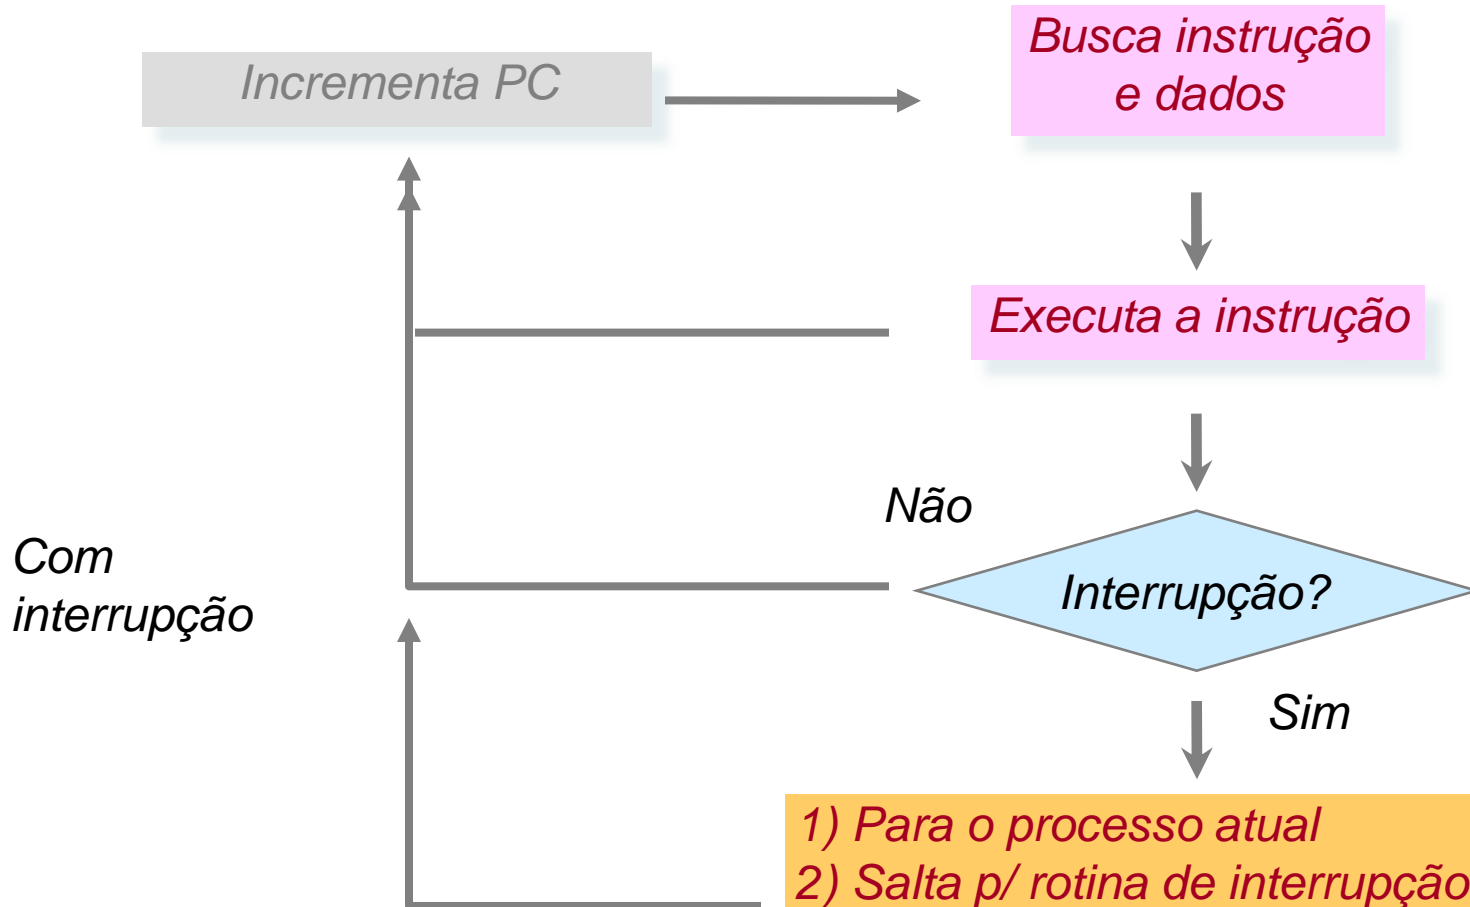 Busca instrução
e dados
Incrementa PC
Executa a instrução
Não
Com
interrupção
Interrupção?
Sim
1) Para o processo atual
2) Salta p/ rotina de interrupção